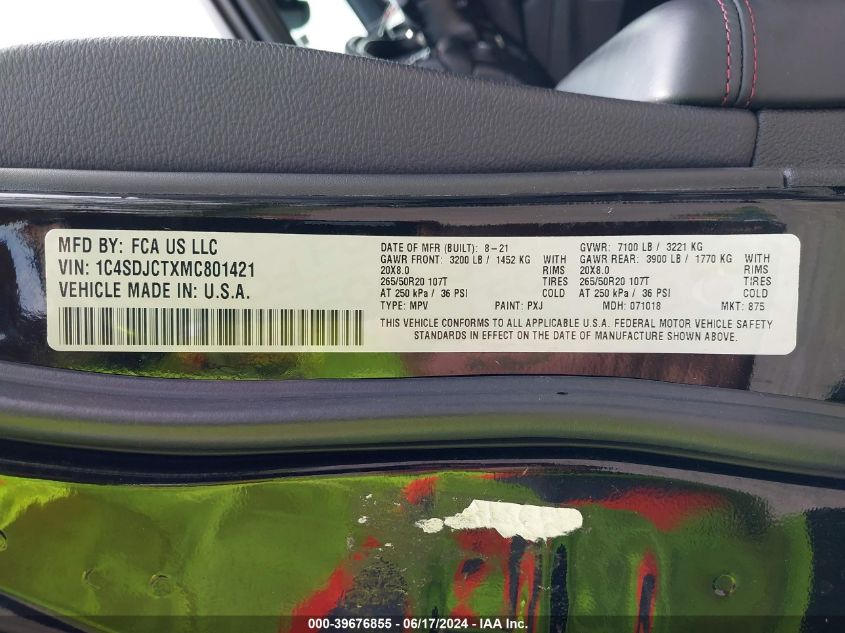 MFD BY: FCA US LLC
VIN: 1C4SDJCTXMC801421
VEHICLE MADE IN: U.S.A.
DATE OF MFR (BUILT): 8-21
GAWR FRONT: 3200 LB / 1452 KG WITH
20X8.0 RIMS
265/50R20 107T TIRES
AT 250 kPa / 36 PSI COLD
TYPE: MPV PAINT: PXJ
GVWR: 7100 LB / 3221 KG
GAWR REAR: 3900 LB / 1770 KG WITH
20X8.0 RIMS
265/50R20 107T TIRES
AT 250 kPa / 36 PSI COLD
MDH: 071018 MKT: 875
THIS VEHICLE CONFORMS TO ALL APPLICABLE U.S.A. FEDERAL MOTOR VEHICLE SAFETY
STANDARDS IN EFFECT ON THE DATE OF MANUFACTURE SHOWN ABOVE.
000-39676855 - 06/17/2024 - IAA Inc.